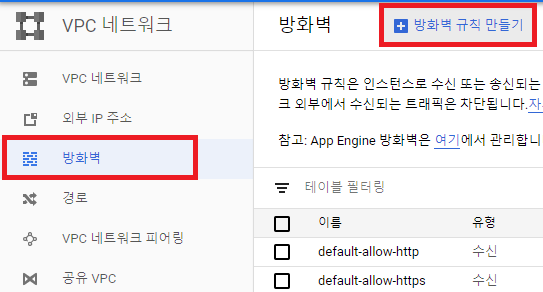 VPC 네트워크
VPC 네트워크
외부 IP 주소
방화벽
경로
VPC 네트워크 피어링
공유 VPC
방화벽
방화벽 규칙 만들기
방화벽 규칙은 인스턴스로 수신 또는 송신되는
크 외부에서 수신되는 트래픽은 차단됩니다.자
참고: App Engine 방화벽은 여기에서 관리합니
테이블 필터링
이름 유형
default-allow-http 수신
default-allow-https 수신